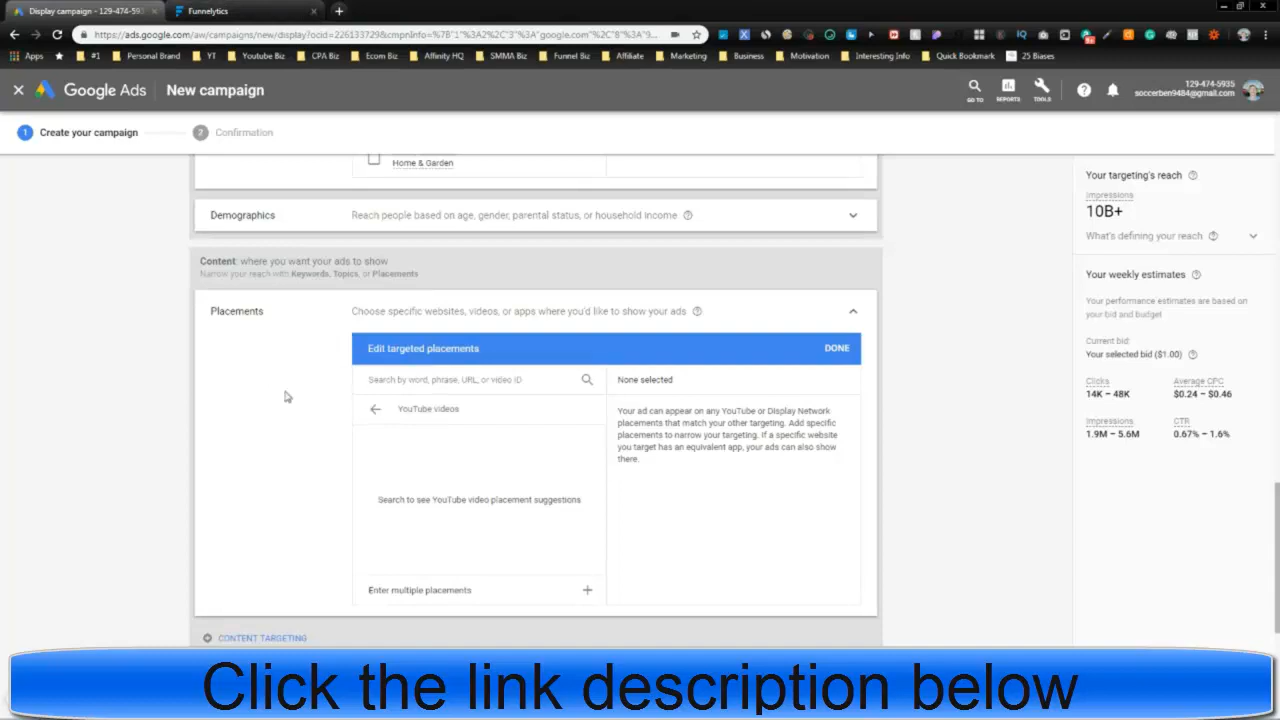 Display campaign - 129-474-593
Funnelytics
https://ads.google.com/aw/campaigns/new/display?ocid=226133729&cmpnInfo=%7B"1"%3A2%2C"3"%3A"google.com"%2C"8"%3A"9...
Apps
#1
Personal Brand
YT
Youtube Biz
CPA Biz
Ecom Biz
Affinity HQ
SMMA Biz
Funnel Biz
Affiliate
Marketing
Business
Motivation
Interesting Info
Quick Bookmark
25 Biases
Google Ads
New campaign
GO TO
REPORTS
TOOLS
129-474-5935
soccerben9484@gmail.com
1 Create your campaign
2 Confirmation
Home & Garden
Demographics
Reach people based on age, gender, parental status, or household income
Content: where you want your ads to show
Narrow your reach with Keywords, Topics, or Placements
Placements
Choose specific websites, videos, or apps where you'd like to show your ads
Edit targeted placements
DONE
Search by word, phrase, URL, or video ID
None selected
YouTube videos
Your ad can appear on any YouTube or Display Network
placements that match your other targeting. Add specific
placements to narrow your targeting. If a specific website
you target has an equivalent app, your ads can also show
there.
Search to see YouTube video placement suggestions
Enter multiple placements
CONTENT TARGETING
Your targeting's reach
Impressions
10B+
What's defining your reach
Your weekly estimates
Your performance estimates are based on
your bid and budget
Current bid:
Your selected bid ($1.00)
Clicks
14K – 48K
Average CPC
$0.24 – $0.46
Impressions
1.9M – 5.6M
CTR
0.67% – 1.6%
Click the link description below